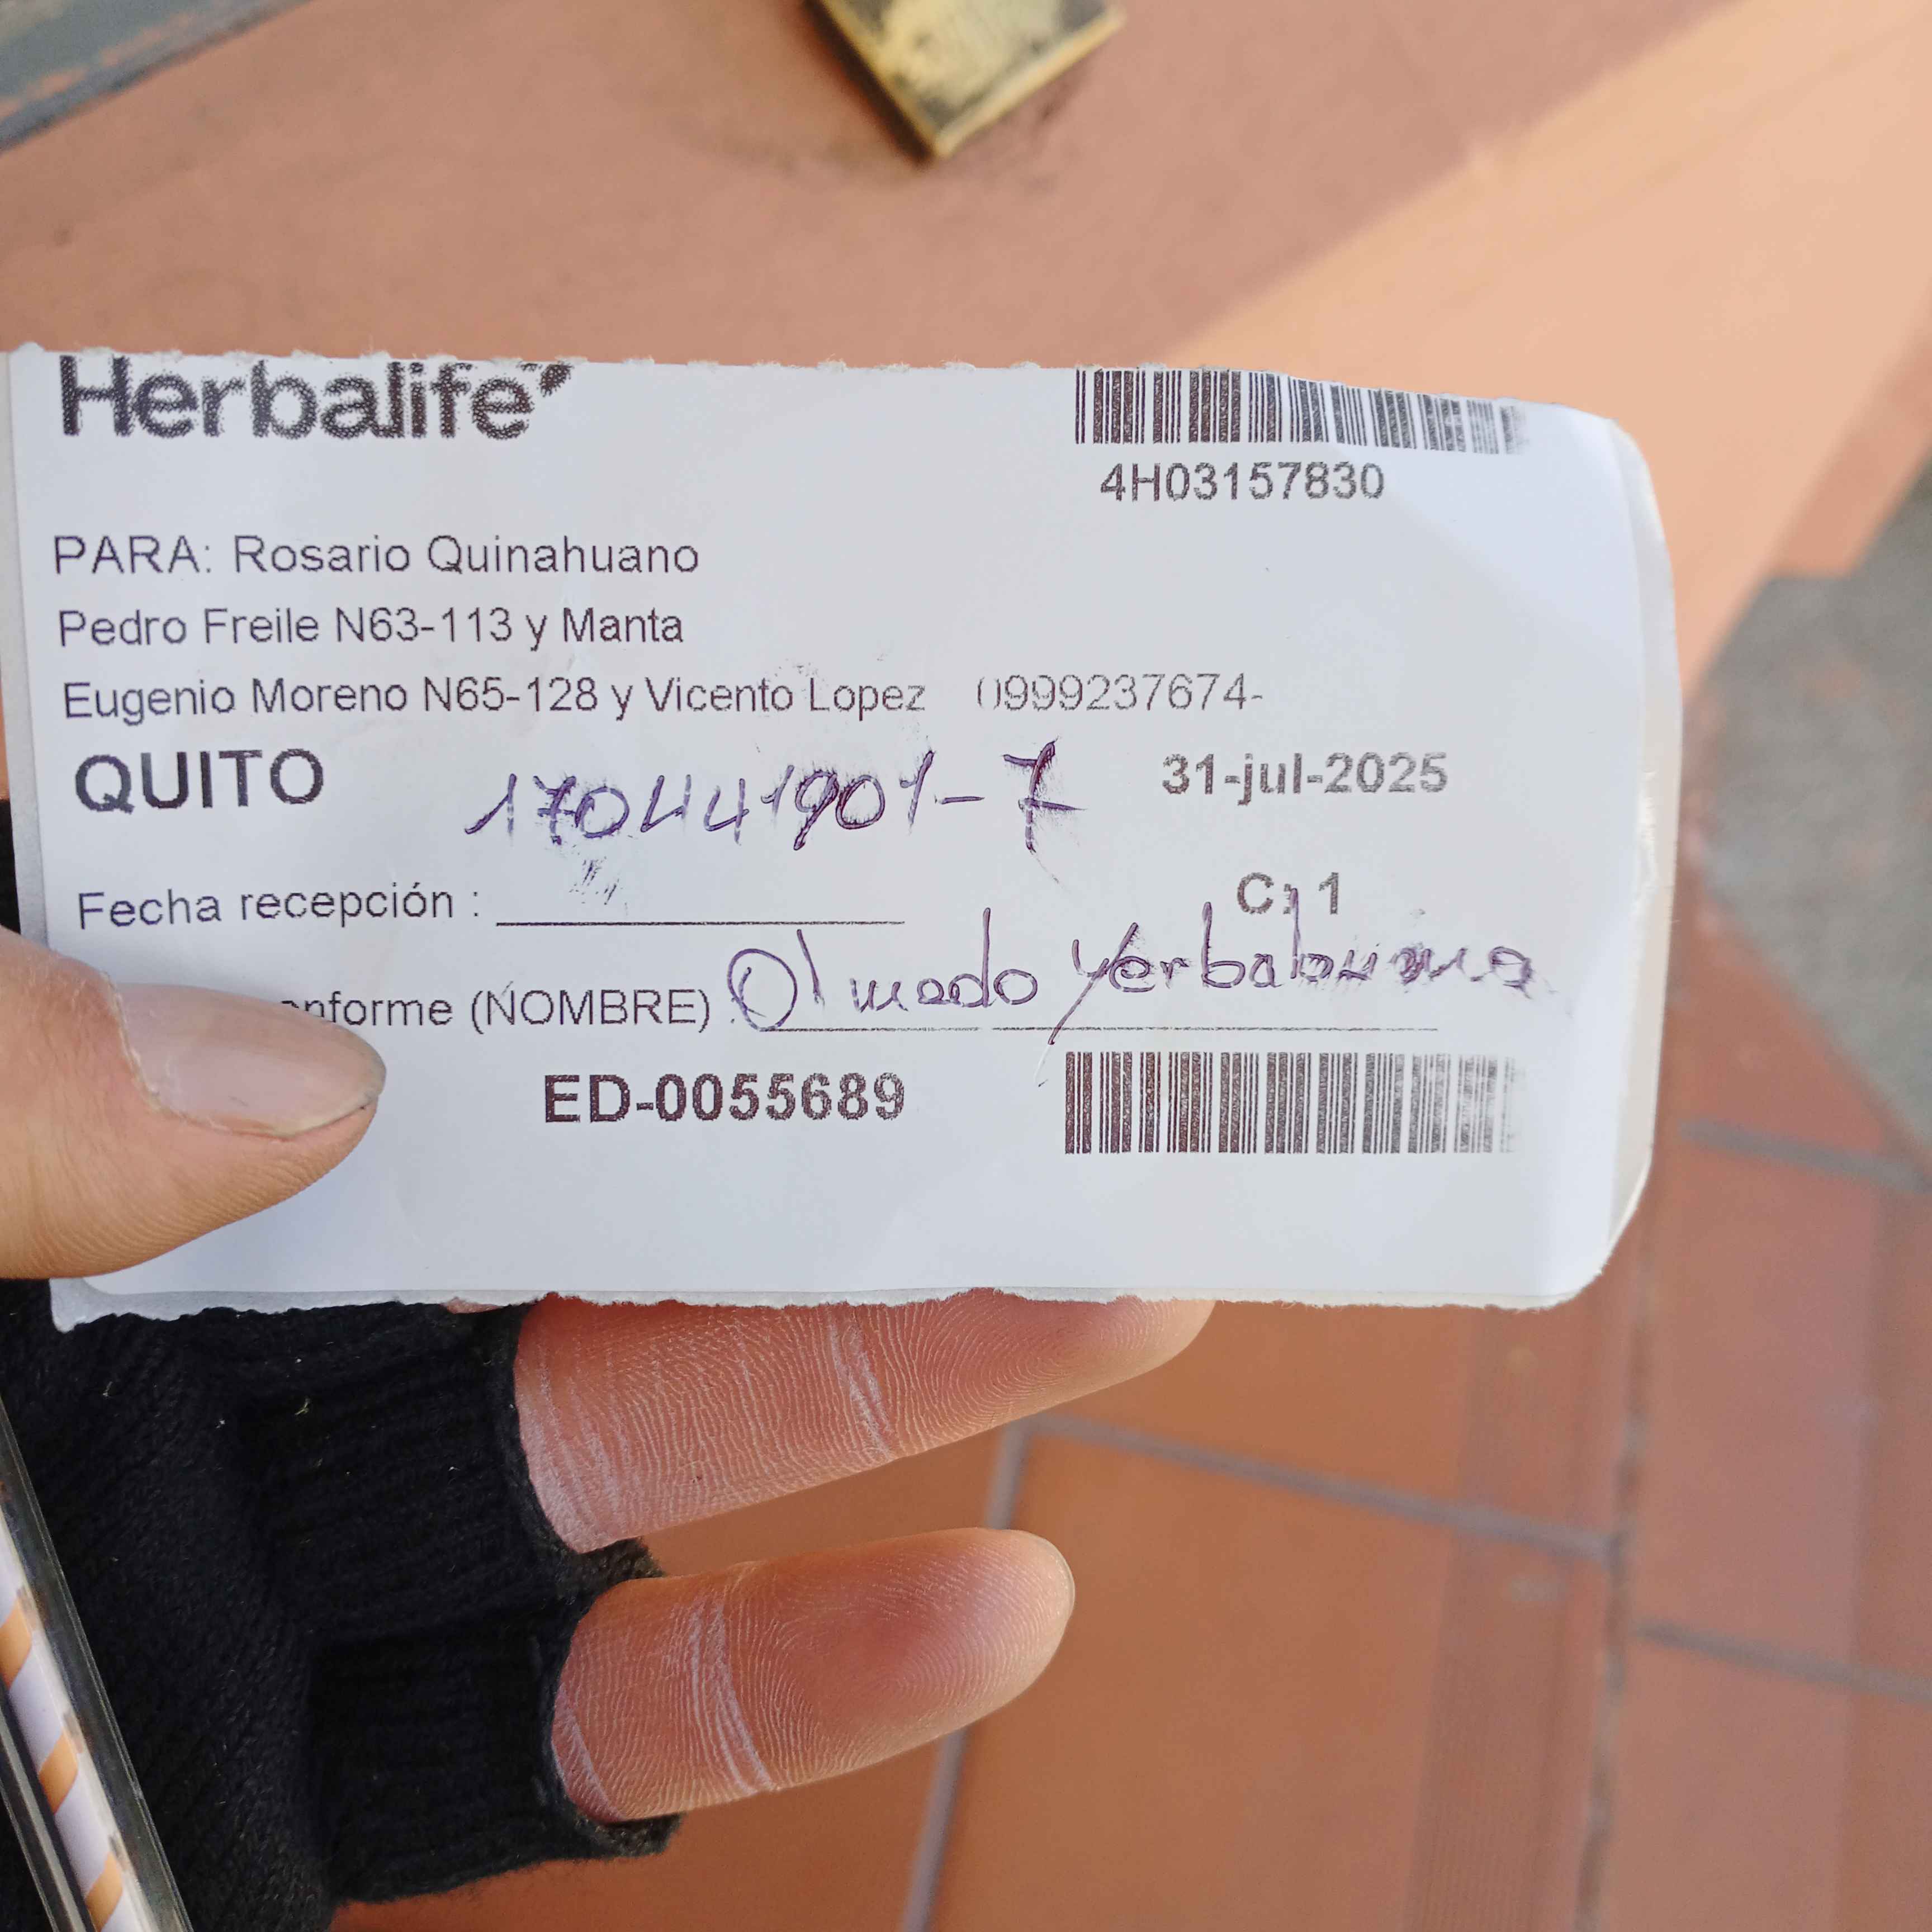 Herbalife
4H03157830
PARA: Rosario Quinahuano
Pedro Freile N63-113 y Manta
Eugenio Moreno N65-128 y Vicento Lopez 0999237674-
QUITO 170441901-7 31-jul-2025
C: 1
Fecha recepción :
onforme (NOMBRE) : Olmedo
ED-0055689